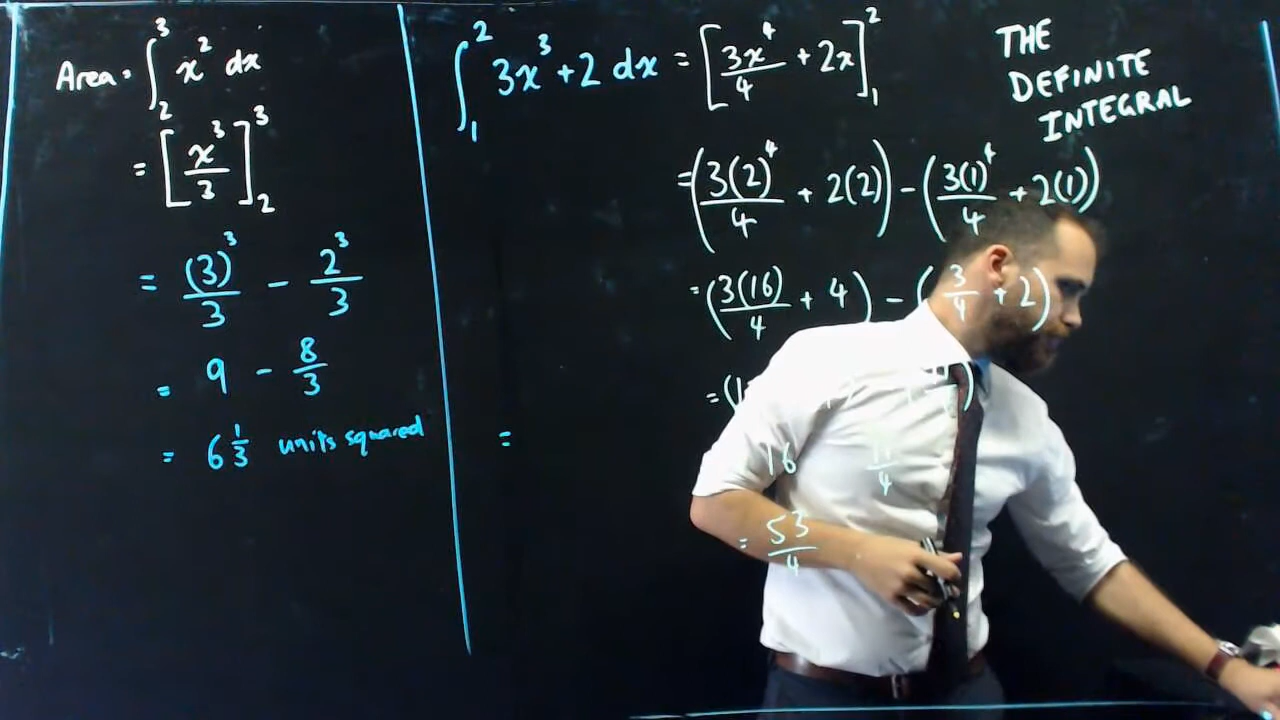 Area = ∫₂³ x² dx
= [x³/3]₂³
= (3)³/3 - 2³/3
= 9 - 8/3
= 6 1/3 units squared
∫₁² 3x³ + 2 dx = [3x⁴/4 + 2x]₁²
= (3(2)⁴/4 + 2(2)) - (3(1)⁴/4 + 2(1))
= (3(16)/4 + 4) - (3/4 + 2)
= (
= 16 11/4
= 53/4
THE
DEFINITE
INTEGRAL